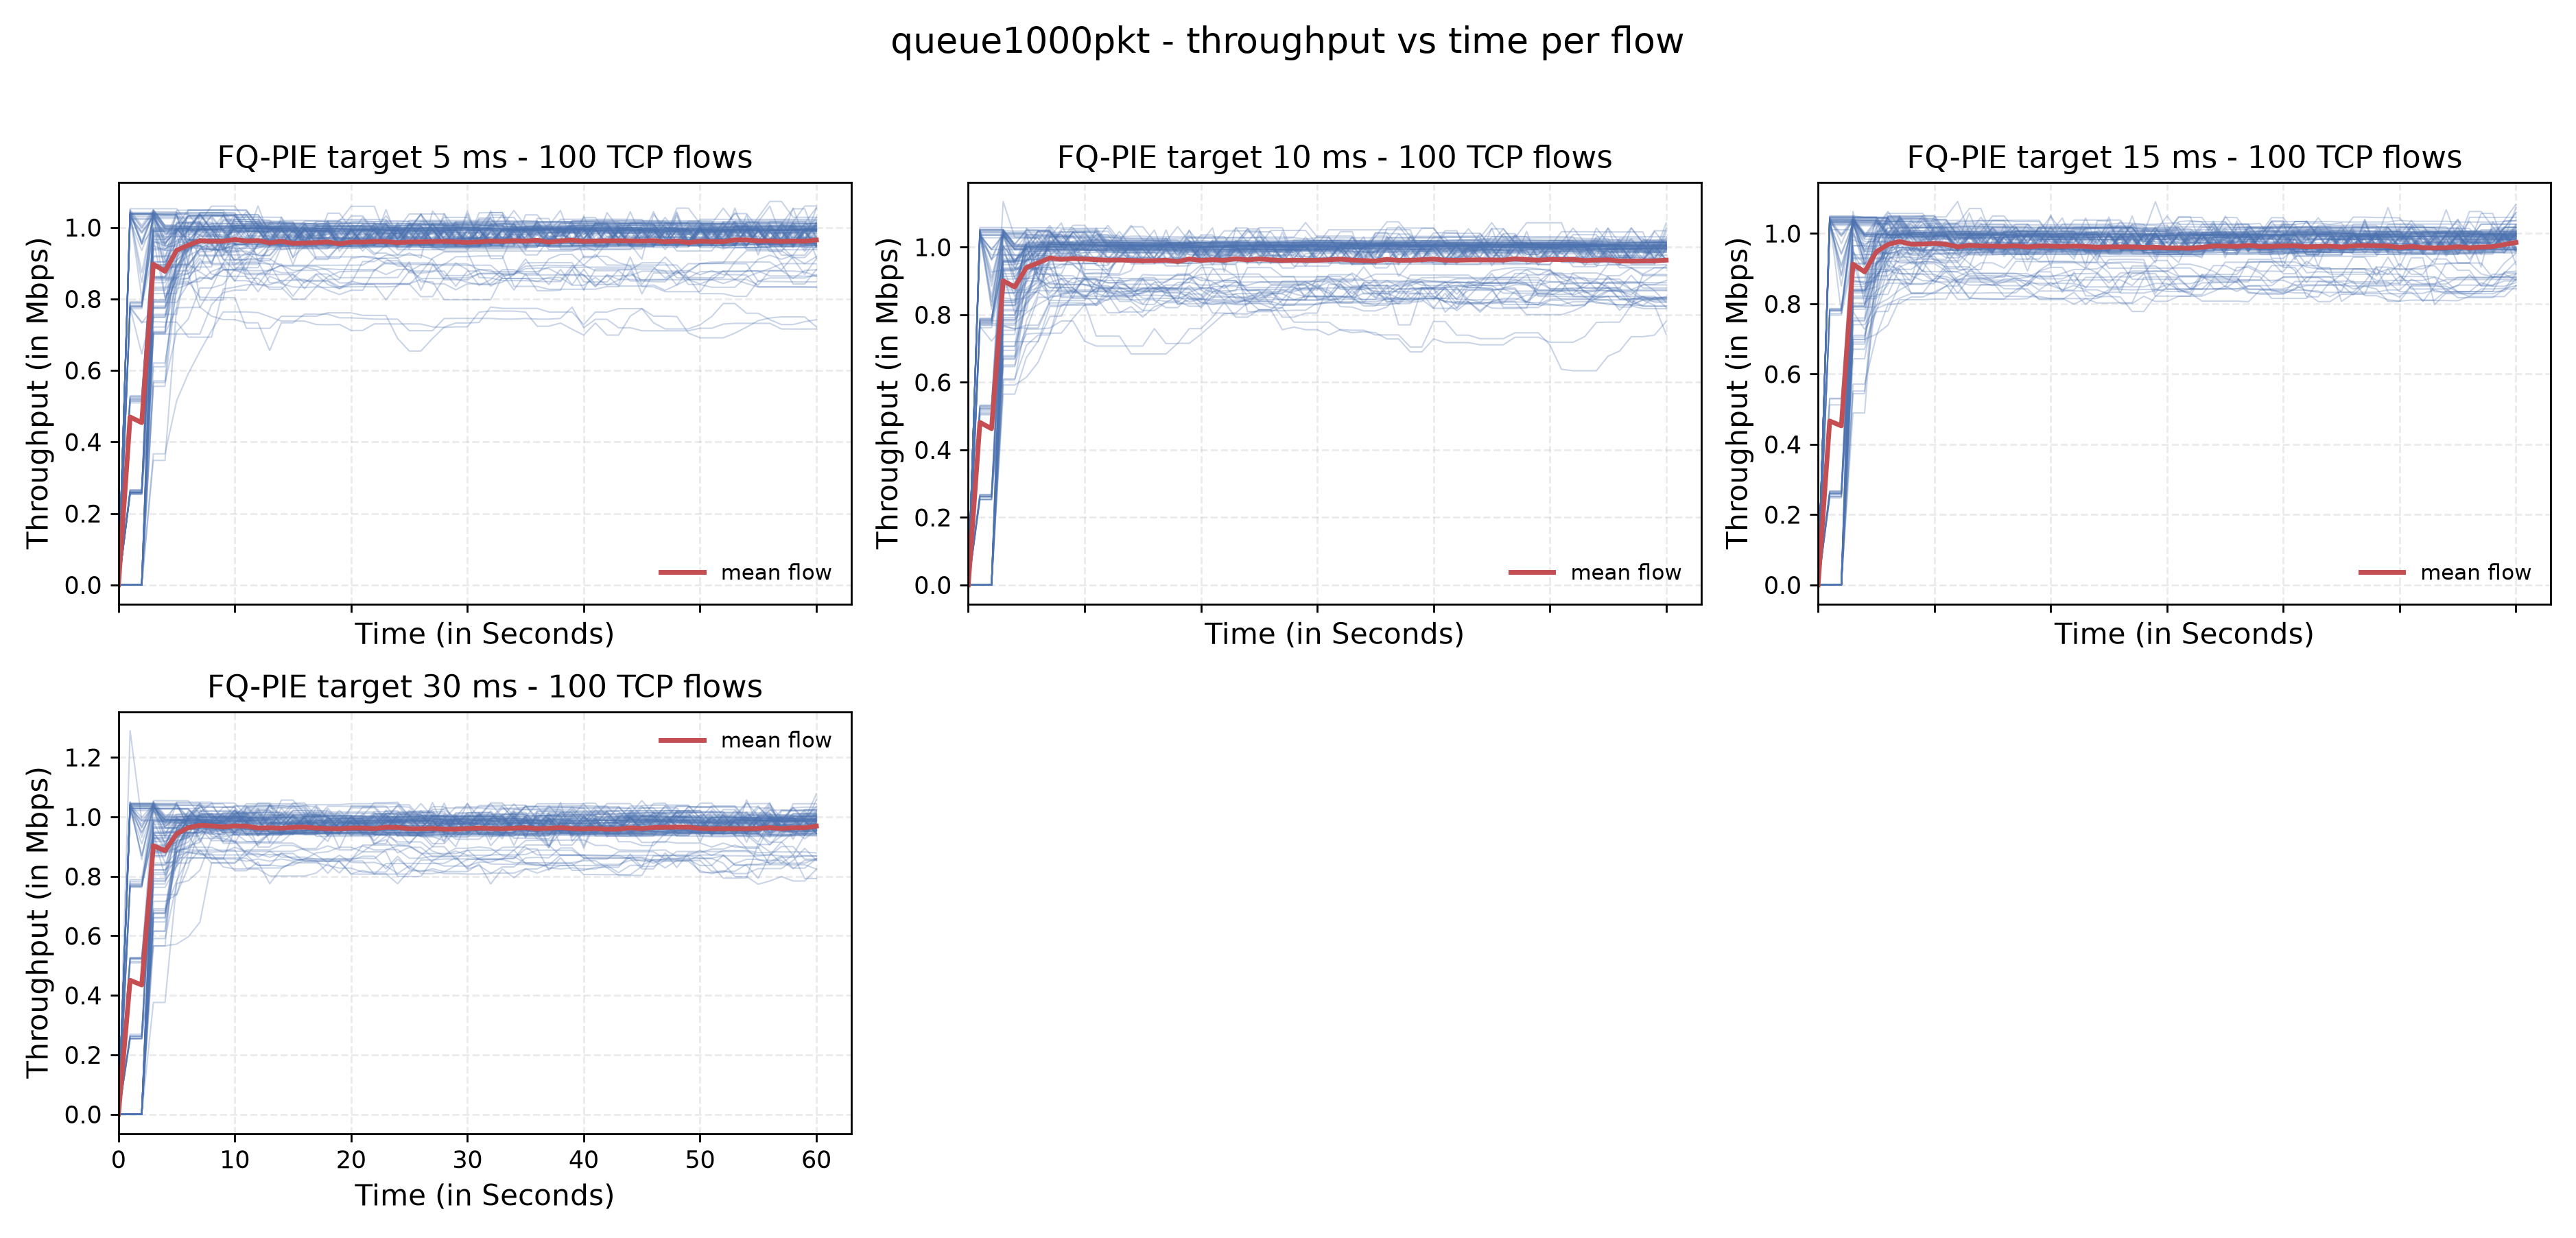 queue1000pkt - throughput vs time per flow
FQ-PIE target 5 ms - 100 TCP flows
Throughput (in Mbps)
1.0
0.8
0.6
0.4
0.2
0.0
mean flow
Time (in Seconds)
FQ-PIE target 10 ms - 100 TCP flows
Throughput (in Mbps)
1.0
0.8
0.6
0.4
0.2
0.0
mean flow
Time (in Seconds)
FQ-PIE target 15 ms - 100 TCP flows
Throughput (in Mbps)
1.0
0.8
0.6
0.4
0.2
0.0
mean flow
Time (in Seconds)
FQ-PIE target 30 ms - 100 TCP flows
Throughput (in Mbps)
1.2
1.0
0.8
0.6
0.4
0.2
0.0
mean flow
0 10 20 30 40 50 60
Time (in Seconds)